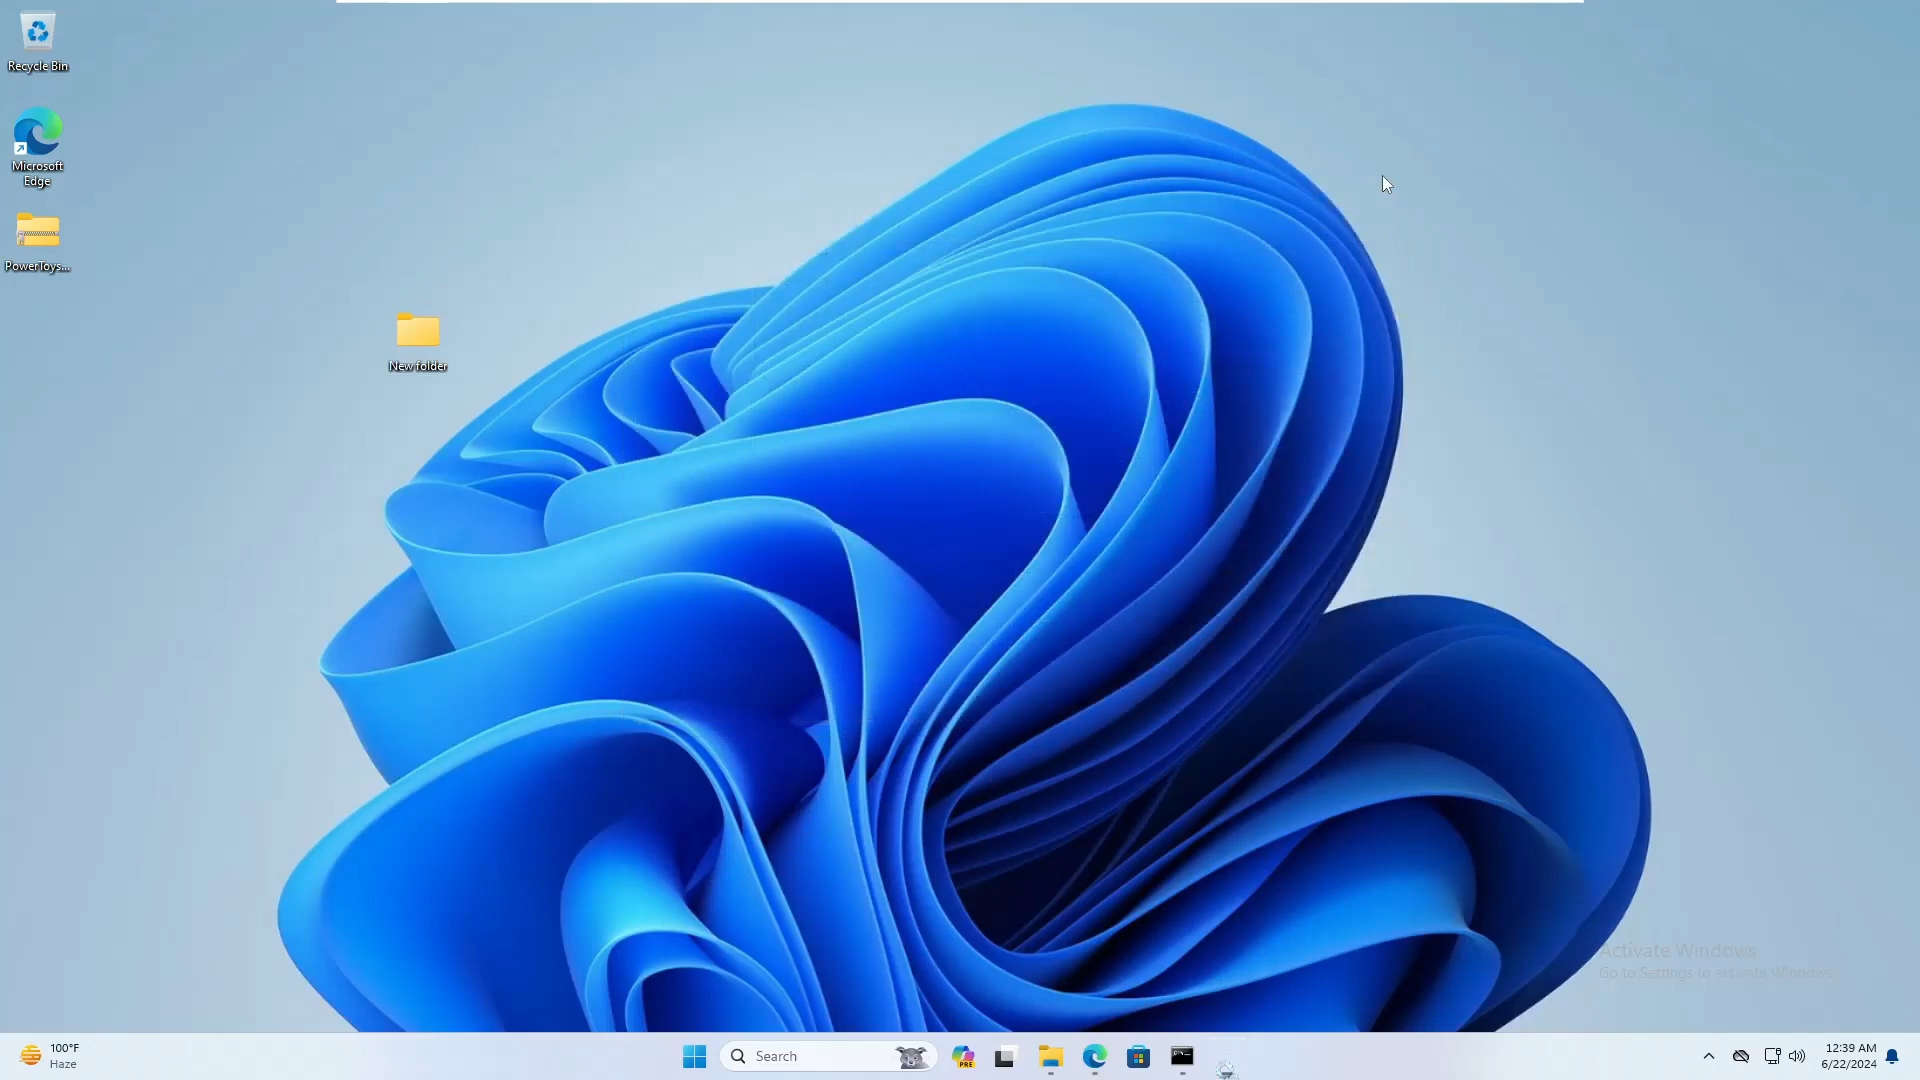 Recycle Bin
Microsoft
Edge
PowerToys...
New folder
Activate Windows
Go to Settings to activate Windows.
100°F
Haze
Search
PRE
12:39 AM
6/22/2024